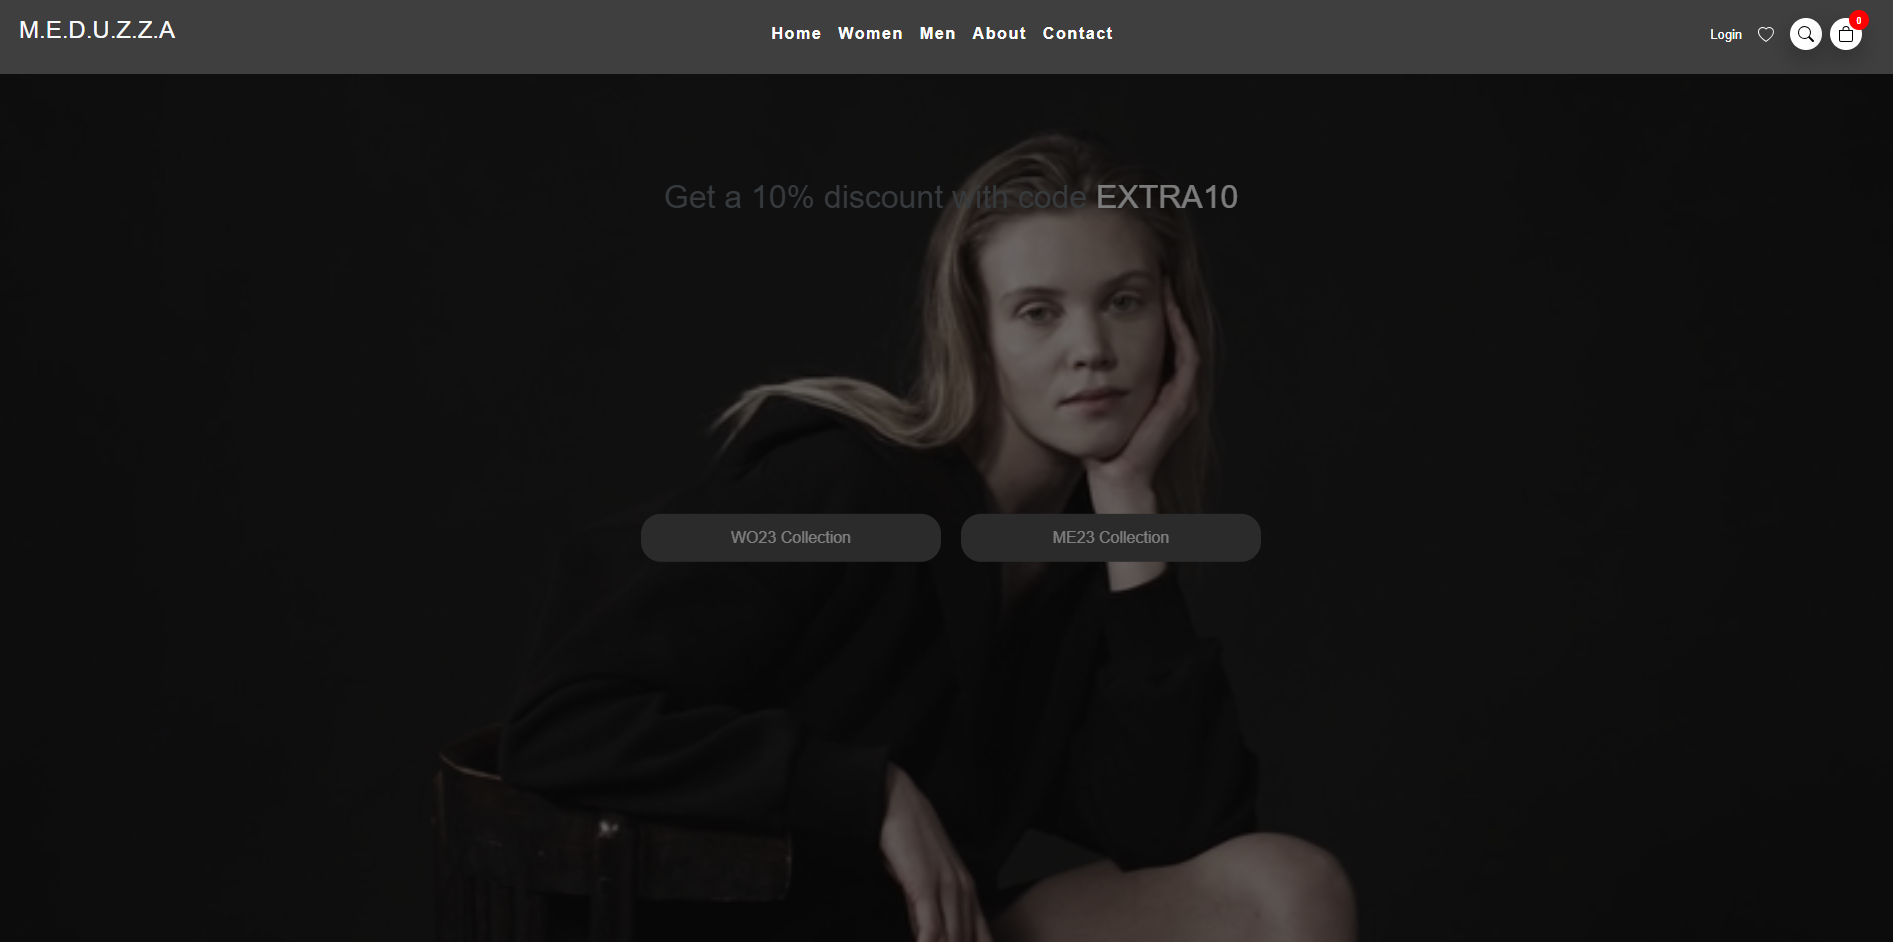 M.E.D.U.Z.Z.A
Home Women Men About Contact
Login
0
Get a 10% discount with code EXTRA10
WO23 Collection
ME23 Collection